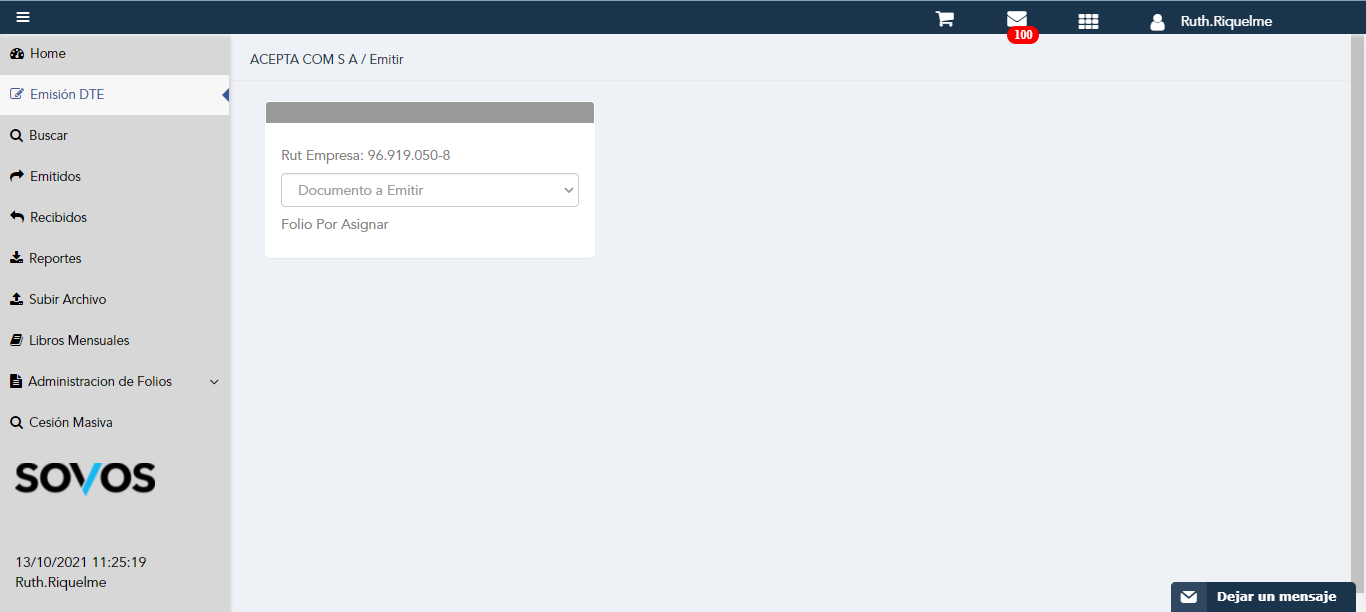 Ruth.Riquelme
100
Home
ACEPTA COM S A / Emitir
Emisión DTE
Buscar
Rut Empresa: 96.919.050-8
Emitidos
Documento a Emitir
Recibidos
Folio Por Asignar
Reportes
Subir Archivo
Libros Mensuales
Administracion de Folios
Cesión Masiva
SOVOS
13/10/2021 11:25:19
Ruth.Riquelme
Dejar un mensaje